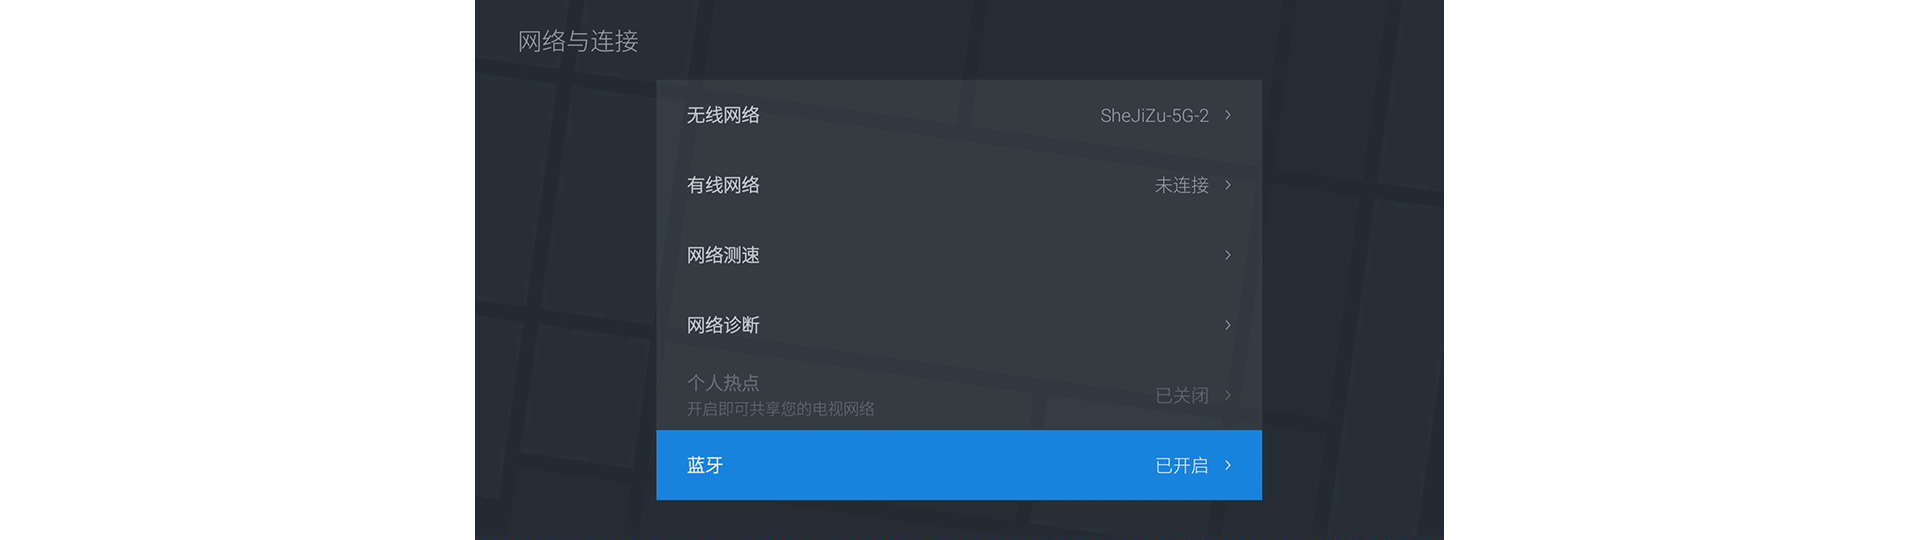 网络与连接
无线网络 SheJiZu-5G-2
有线网络 未连接
网络测速
网络诊断
个人热点 已关闭
开启即可共享您的电视网络
蓝牙 已开启